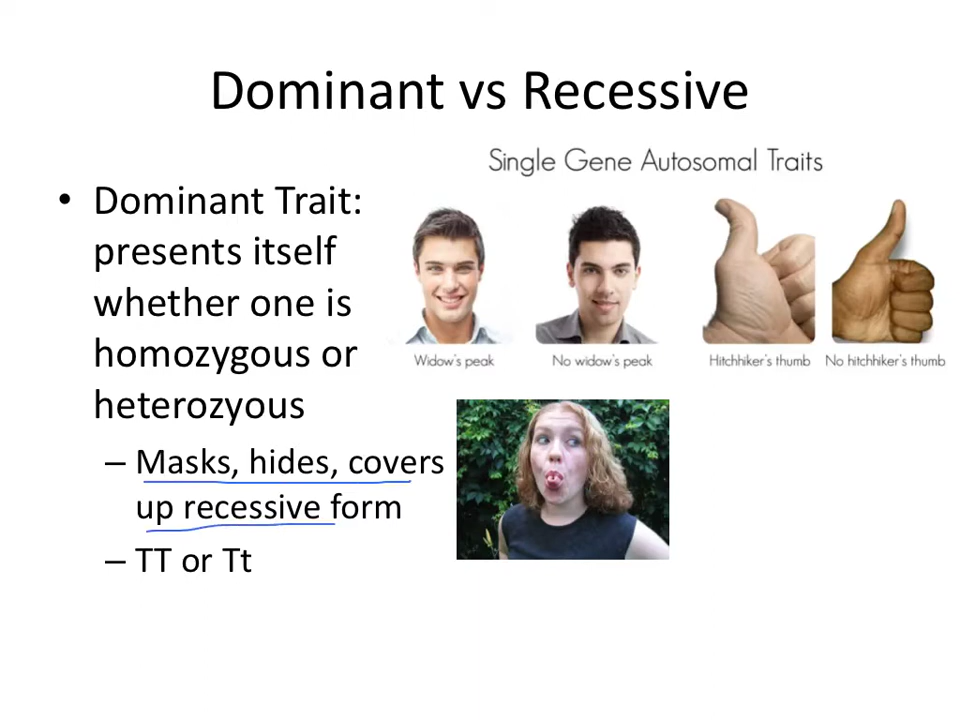 Dominant vs Recessive
Single Gene Autosomal Traits
• Dominant Trait:
presents itself
whether one is
homozygous or
heterozyous
– Masks, hides, covers
up recessive form
– TT or Tt
Widow's peak
No widow's peak
Hitchhiker's thumb
No hitchhiker's thumb